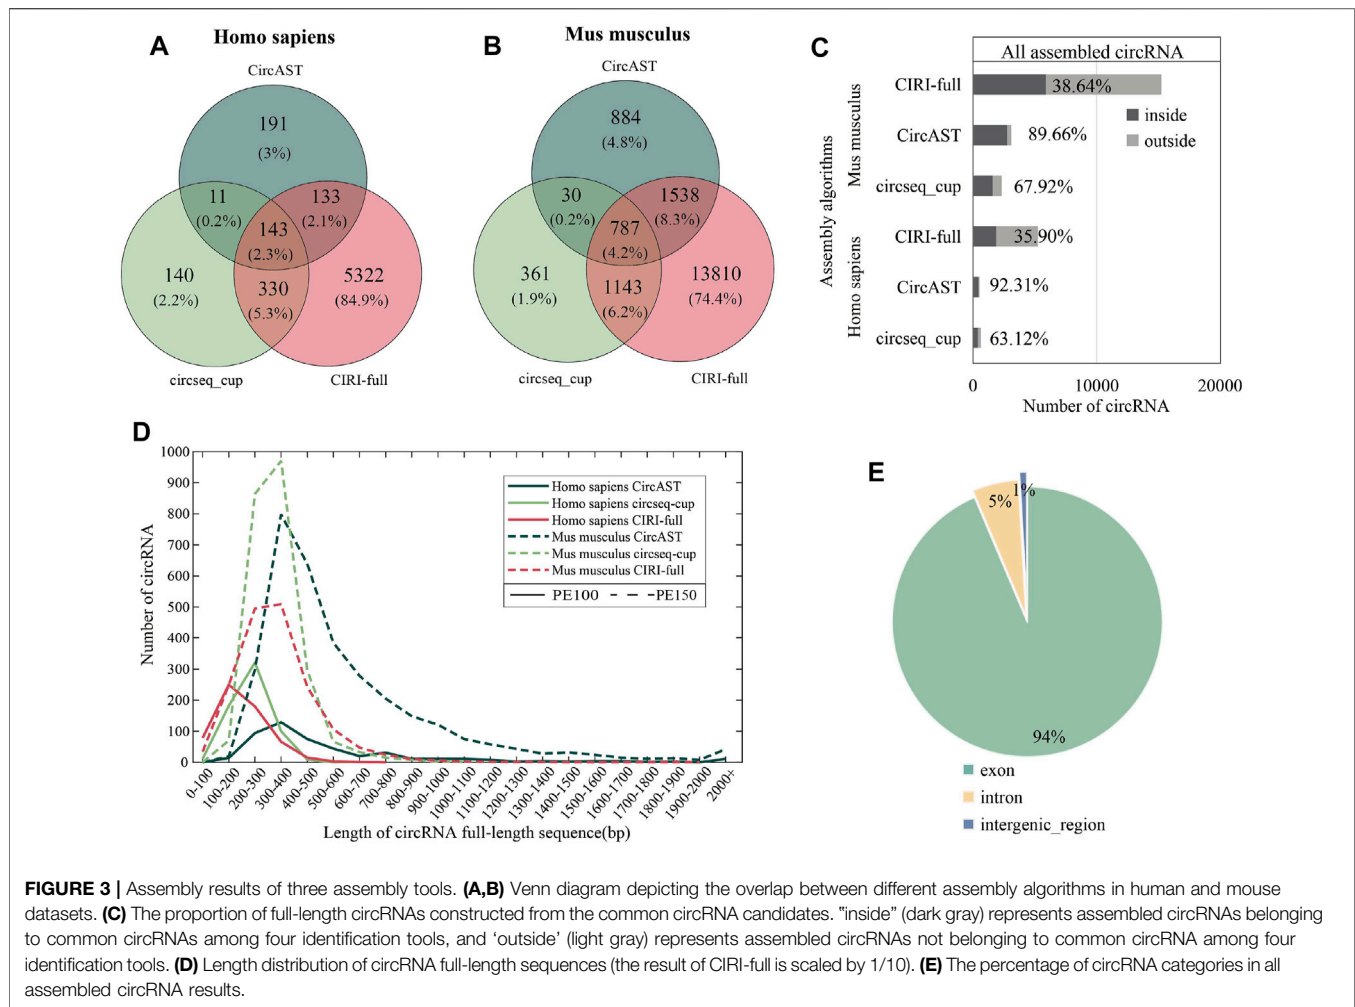 A
Homo sapiens
CircAST
191
(3%)
11
(0.2%)
133
(2.1%)
143
(2.3%)
140
(2.2%)
330
(5.3%)
5322
(84.9%)
circseq_cup
CIRI-full
B
Mus musculus
CircAST
884
(4.8%)
30
(0.2%)
1538
(8.3%)
787
(4.2%)
361
(1.9%)
1143
(6.2%)
13810
(74.4%)
circseq_cup
CIRI-full
C
All assembled circRNA
Assembly algorithms
Mus musculus
Homo sapiens
CIRI-full
38.64%
CircAST
89.66%
circseq_cup
67.92%
CIRI-full
35.90%
CircAST
92.31%
circseq_cup
63.12%
inside
outside
0
10000
20000
Number of circRNA
D
Number of circRNA
1000
900
800
700
600
500
400
300
200
100
0
Homo sapiens CircAST
Homo sapiens circseq-cup
Homo sapiens CIRI-full
Mus musculus CircAST
Mus musculus circseq-cup
Mus musculus CIRI-full
PE100
PE150
0-100
100-200
200-300
300-400
400-500
500-600
600-700
700-800
800-900
900-1000
1000-1100
1100-1200
1200-1300
1300-1400
1400-1500
1500-1600
1600-1700
1700-1800
1800-1900
1900-2000
2000+
Length of circRNA full-length sequence(bp)
E
5%
1%
94%
exon
intron
intergenic_region
FIGURE 3 | Assembly results of three assembly tools. (A,B) Venn diagram depicting the overlap between different assembly algorithms in human and mouse
datasets. (C) The proportion of full-length circRNAs constructed from the common circRNA candidates. "inside" (dark gray) represents assembled circRNAs belonging
to common circRNAs among four identification tools, and ‘outside’ (light gray) represents assembled circRNAs not belonging to common circRNA among four
identification tools. (D) Length distribution of circRNA full-length sequences (the result of CIRI-full is scaled by 1/10). (E) The percentage of circRNA categories in all
assembled circRNA results.